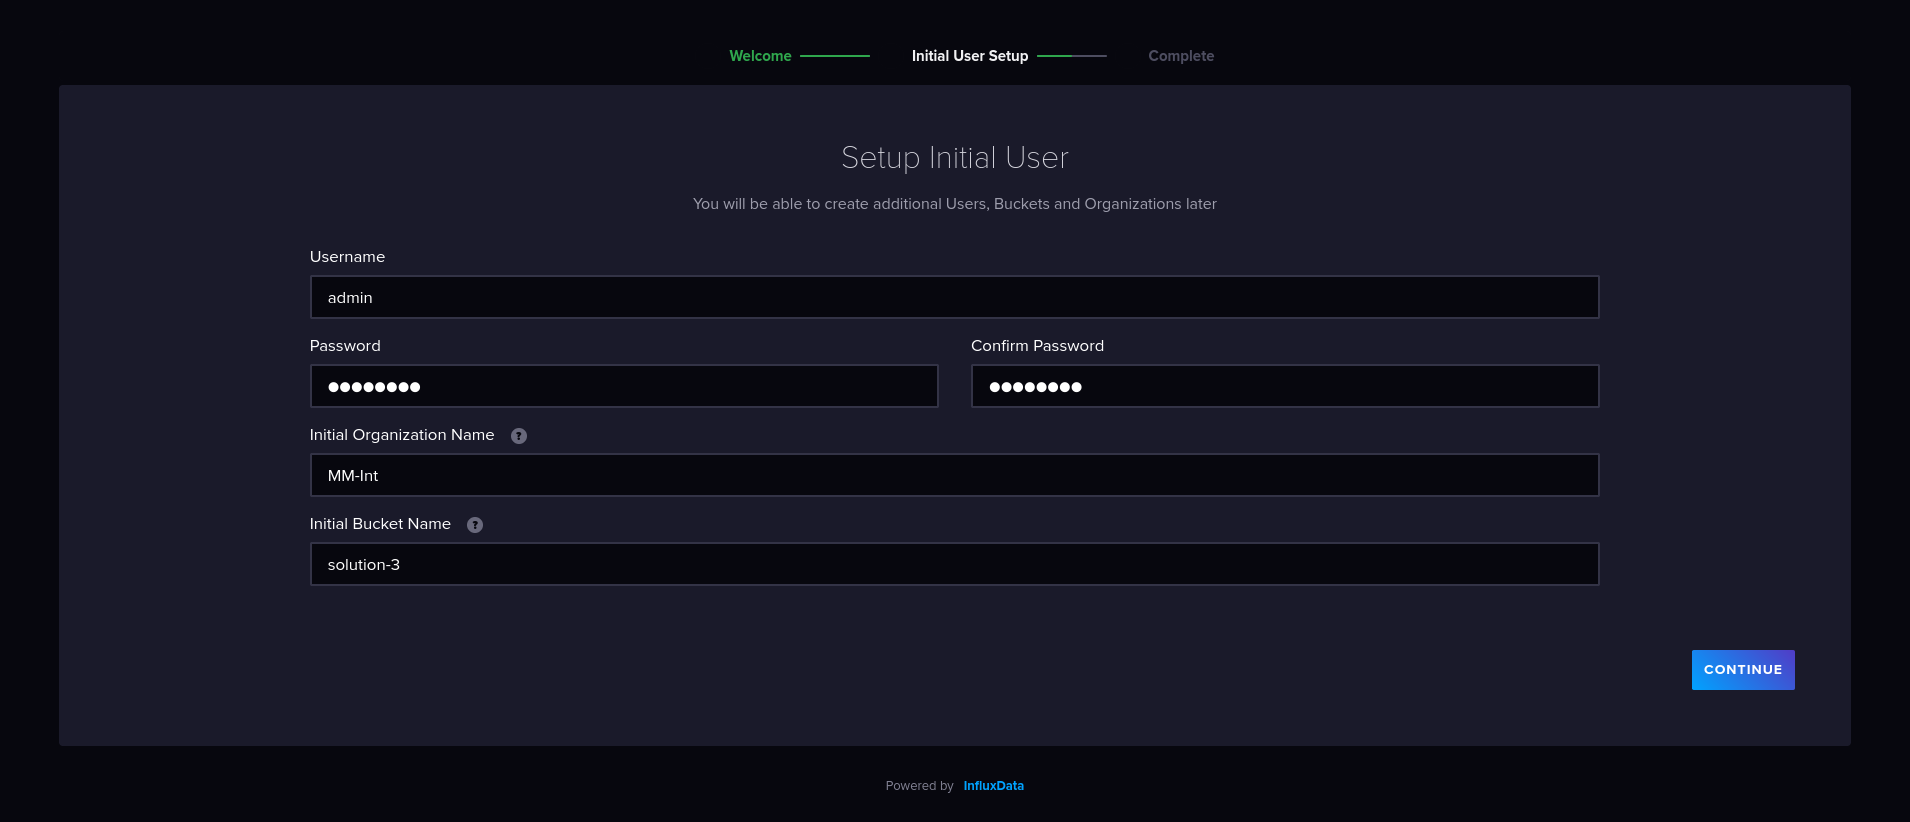 Welcome Initial User Setup Complete
Setup Initial User
You will be able to create additional Users, Buckets and Organizations later
Username
admin
Password Confirm Password
●●●●●●●● ●●●●●●●●
Initial Organization Name ?
MM-Int
Initial Bucket Name ?
solution-3
CONTINUE
Powered by InfluxData